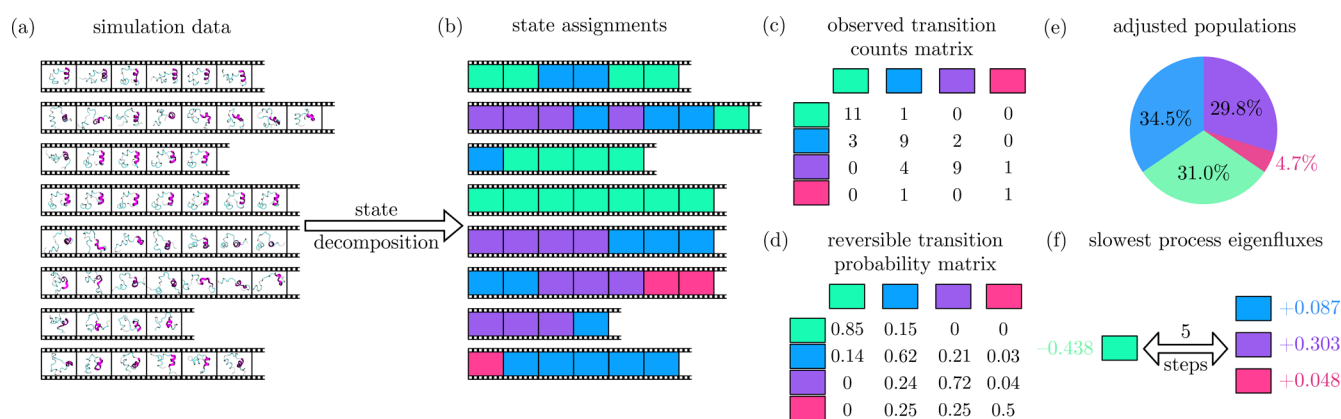 (a) simulation data
state
decomposition
(b) state assignments
(c) observed transition
counts matrix
11 1 0 0
3 9 2 0
0 4 9 1
0 1 0 1
(d) reversible transition
probability matrix
0.85 0.15 0 0
0.14 0.62 0.21 0.03
0 0.24 0.72 0.04
0 0.25 0.25 0.5
(e) adjusted populations
34.5% 29.8%
4.7%
31.0%
(f) slowest process eigenfluxes
+0.087
5
−0.438 +0.303
steps
+0.048